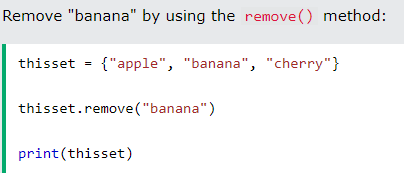 Remove "banana" by using the remove() method:
thisset = {"apple", "banana", "cherry"}
thisset.remove("banana")
print(thisset)